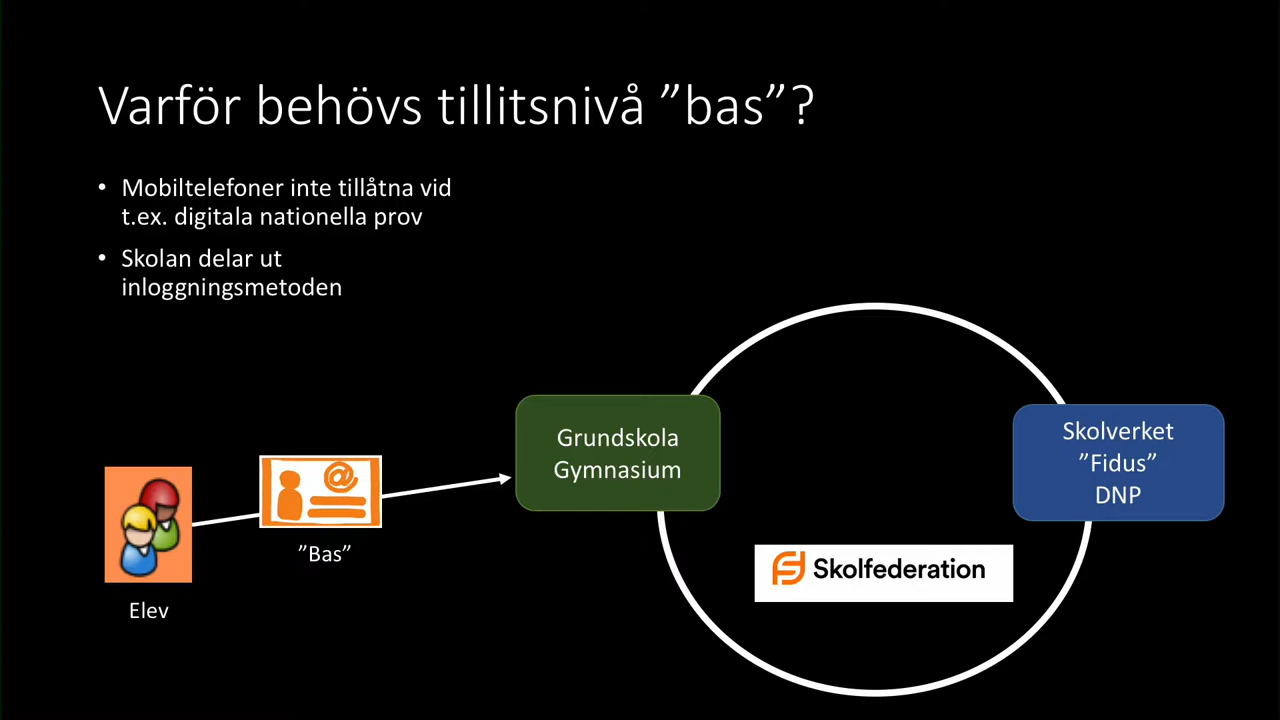 Varför behövs tillitsnivå ”bas”?
• Mobiltelefoner inte tillåtna vid
t.ex. digitala nationella prov
• Skolan delar ut
inloggningsmetoden
Grundskola
Gymnasium
Skolverket
”Fidus”
DNP
@
”Bas”
Elev
Skolfederation